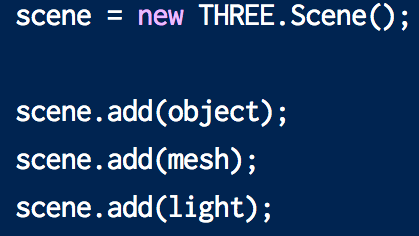 scene = new THREE.Scene();
scene.add(object);
scene.add(mesh);
scene.add(light);